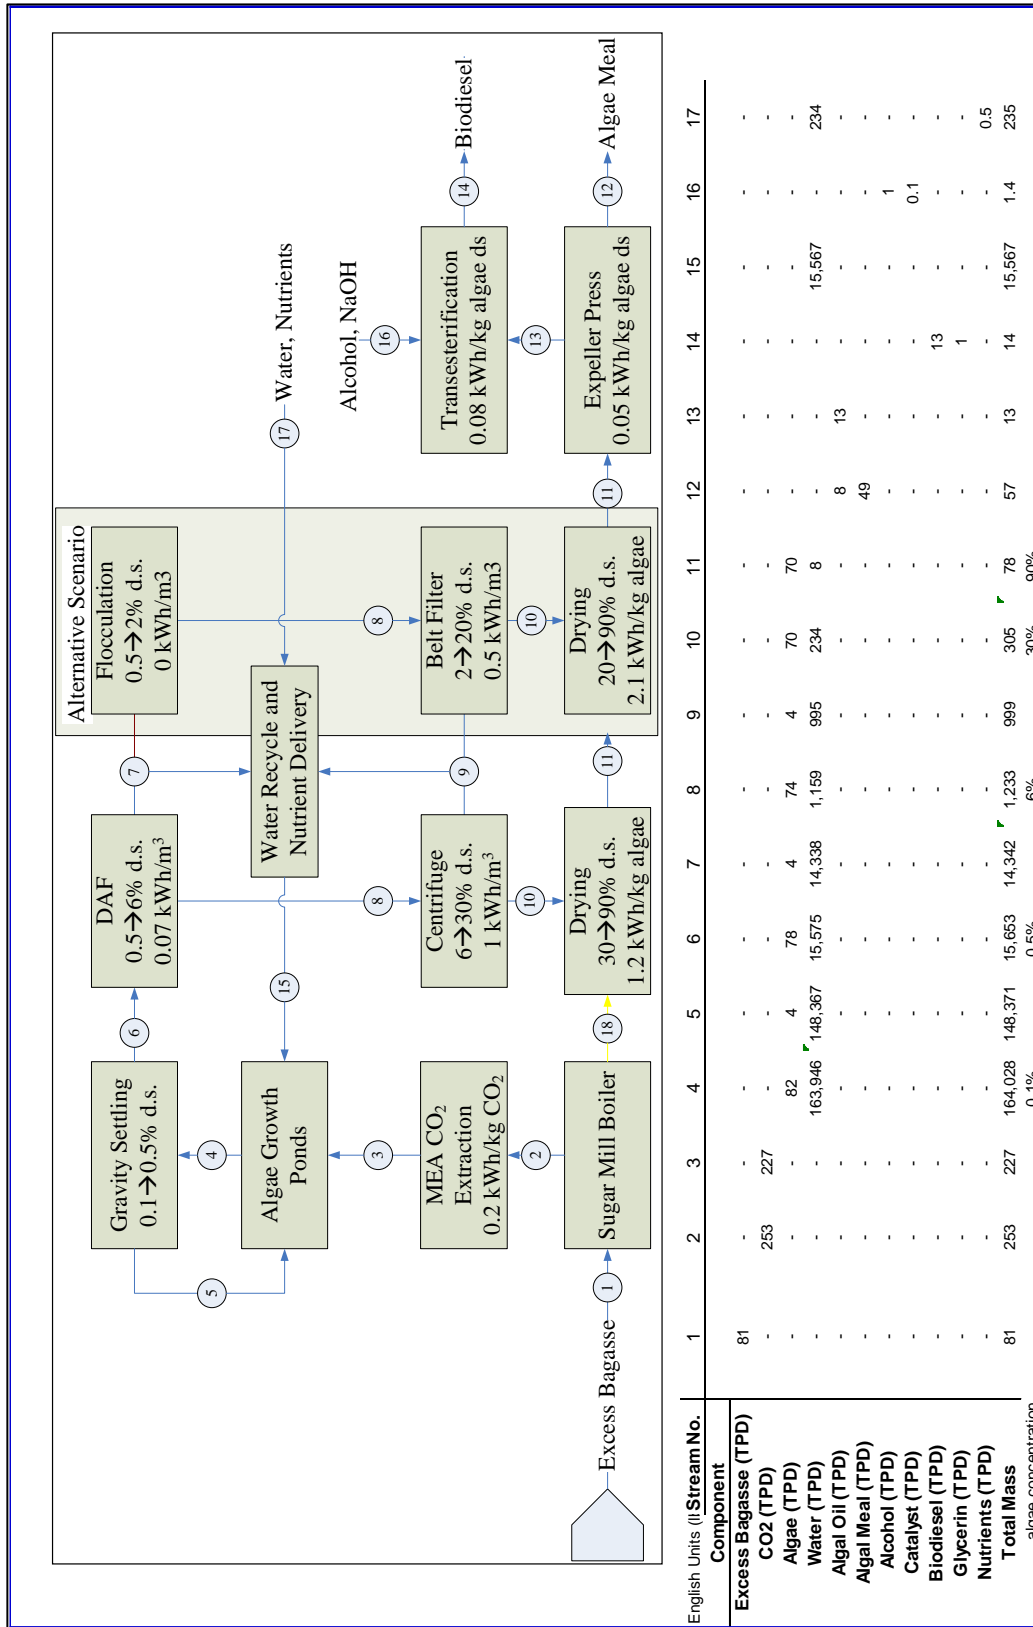 Gravity Settling
0.1→0.5% d.s.
DAF
0.5→6% d.s.
0.07 kWh/m³
Alternative Scenario
Flocculation
0.5→2% d.s.
0 kWh/m3
6
7
5
4
8
8
17
Water, Nutrients
Algae Growth
Ponds
15
Water Recycle and
Nutrient Delivery
Alcohol, NaOH
16
3
9
MEA CO₂
Extraction
0.2 kWh/kg CO₂
Centrifuge
6→30% d.s.
1 kWh/m³
Belt Filter
2→20% d.s.
0.5 kWh/m3
Transesterification
0.08 kWh/kg algae ds
14
Biodiesel
2
10
10
13
Excess Bagasse
1
Sugar Mill Boiler
18
Drying
30→90% d.s.
1.2 kWh/kg algae
11
Drying
20→90% d.s.
2.1 kWh/kg algae
11
Expeller Press
0.05 kWh/kg algae ds
12
Algae Meal
English Units (I Stream No. 1 2 3 4 5 6 7 8 9 10 11 12 13 14 15 16 17
Component
Excess Bagasse (TPD) 81 - - - - - - - - - - - - - - - -
CO2 (TPD) - 253 227 - - - - - - - - - - - - - -
Algae (TPD) - - - 82 4 78 4 74 4 70 70 - - - - - -
Water (TPD) - - - 163,946 148,367 15,575 14,338 1,159 995 234 8 - - - 15,567 - 234
Algal Oil (TPD) - - - - - - - - - - - 8 13 - - - -
Algal Meal (TPD) - - - - - - - - - - - 49 - - - - -
Alcohol (TPD) - - - - - - - - - - - - - - - 1 -
Catalyst (TPD) - - - - - - - - - - - - - - - 0.1 -
Biodiesel (TPD) - - - - - - - - - - - - - 13 - - -
Glycerin (TPD) - - - - - - - - - - - - - 1 - - -
Nutrients (TPD) - - - - - - - - - - - - - - - - 0.5
Total Mass 81 253 227 164,028 148,371 15,653 14,342 1,233 999 305 78 57 13 14 15,567 1.4 235
algae concentration 0.1% 0.5% 6% 30% 90%